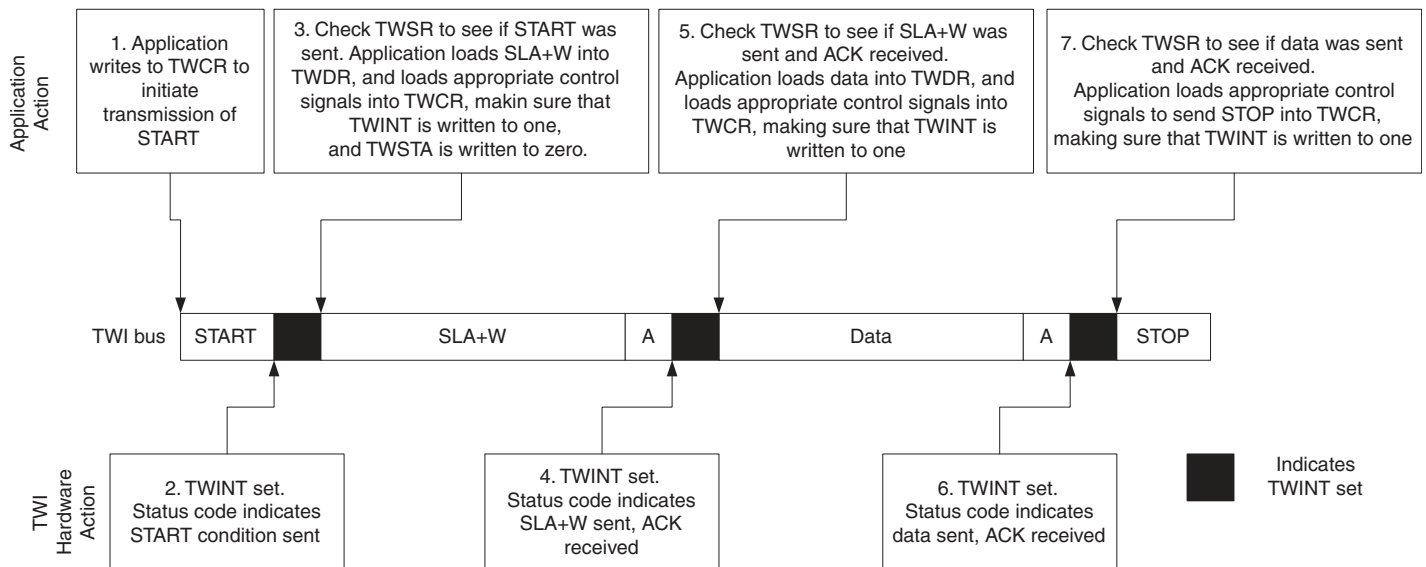 Application
Action
1. Application
writes to TWCR to
initiate
transmission of
START
3. Check TWSR to see if START was
sent. Application loads SLA+W into
TWDR, and loads appropriate control
signals into TWCR, makin sure that
TWINT is written to one,
and TWSTA is written to zero.
5. Check TWSR to see if SLA+W was
sent and ACK received.
Application loads data into TWDR, and
loads appropriate control signals into
TWCR, making sure that TWINT is
written to one
7. Check TWSR to see if data was sent
and ACK received.
Application loads appropriate control
signals to send STOP into TWCR,
making sure that TWINT is written to one
TWI bus
START
SLA+W
A
Data
A
STOP
TWI
Hardware
Action
2. TWINT set.
Status code indicates
START condition sent
4. TWINT set.
Status code indicates
SLA+W sent, ACK
received
6. TWINT set.
Status code indicates
data sent, ACK received
Indicates
TWINT set